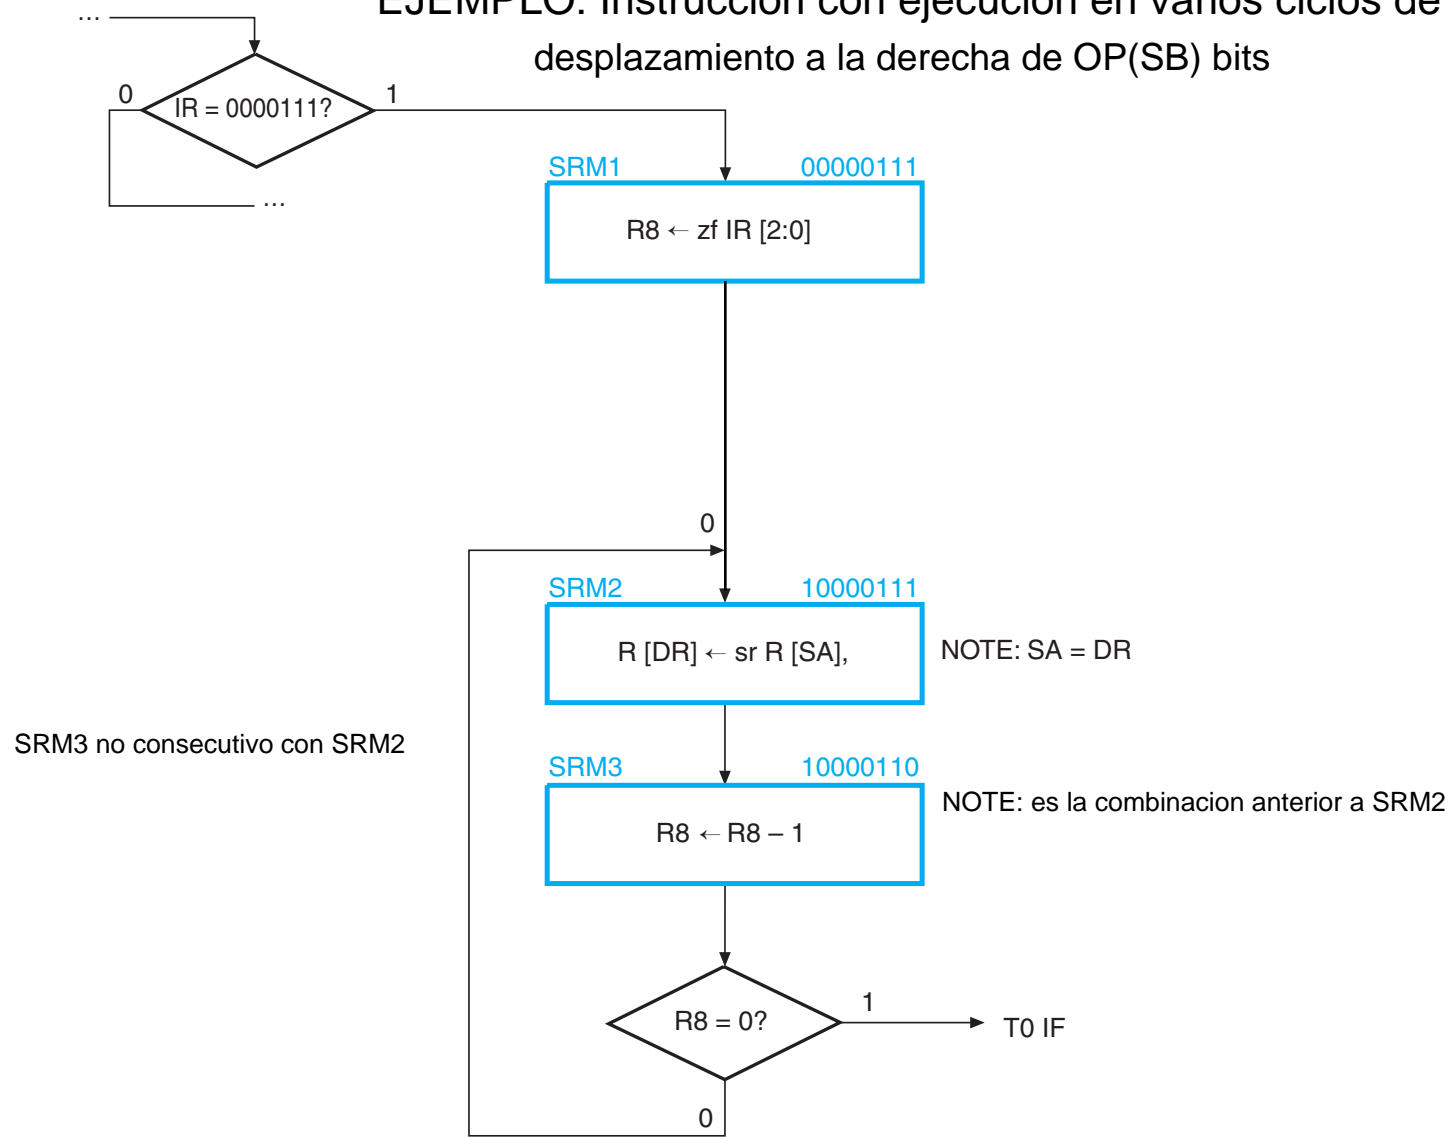 EJEMPLO: Instrucción con ejecución en varios ciclos de
desplazamiento a la derecha de OP(SB) bits
...
0
IR = 0000111?
1
...
SRM1 00000111
R8 ← zf IR [2:0]
0
SRM2 10000111
R [DR] ← sr R [SA],
NOTE: SA = DR
SRM3 no consecutivo con SRM2
SRM3 10000110
NOTE: es la combinacion anterior a SRM2
R8 ← R8 – 1
R8 = 0?
1
T0 IF
0